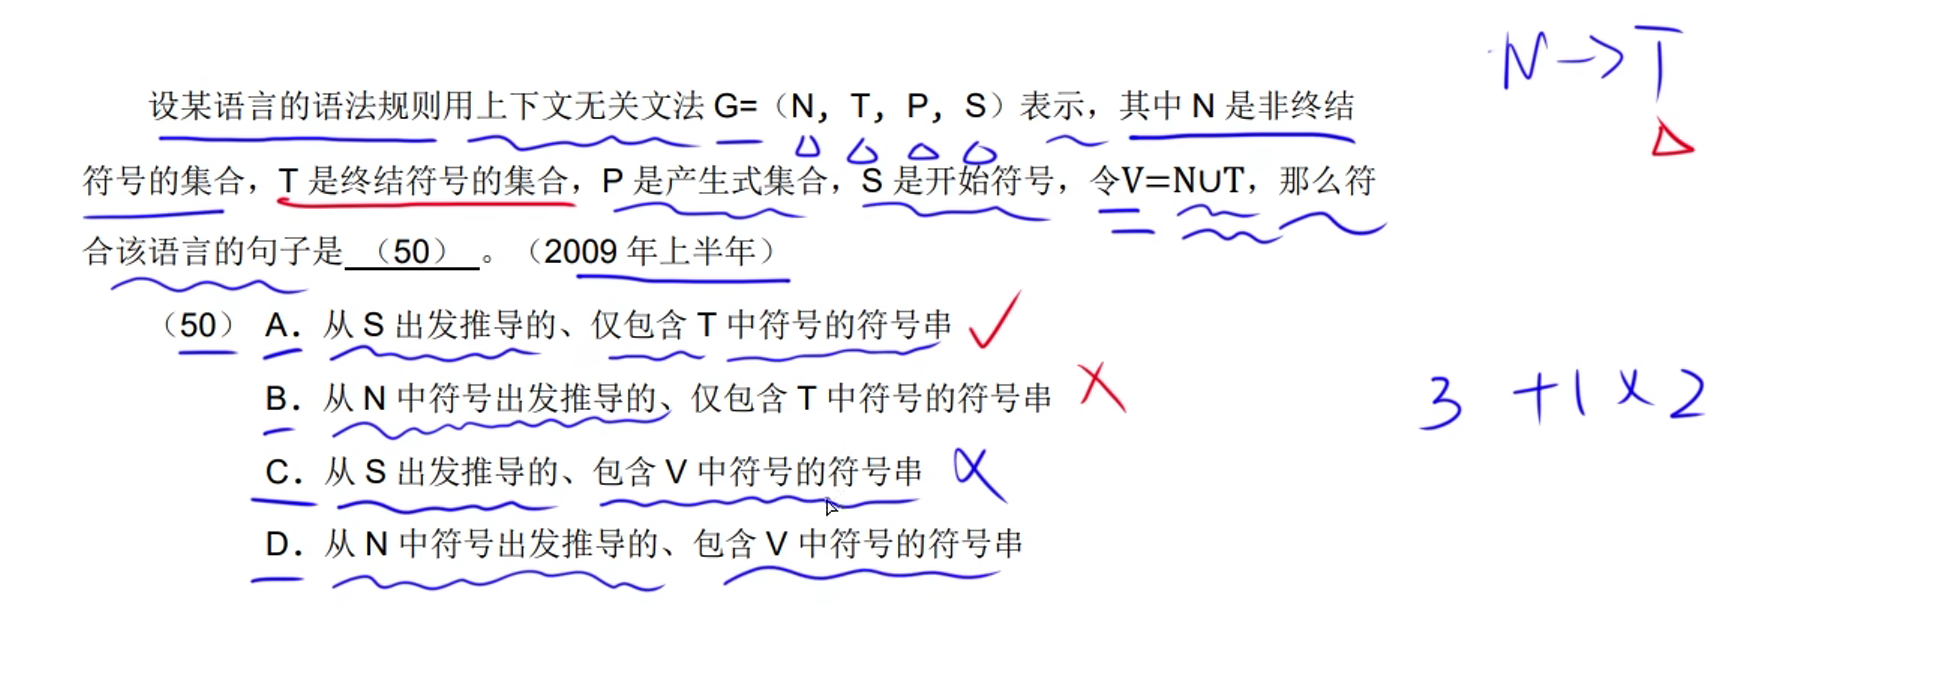 N→T
设某语言的语法规则用上下文无关文法 G=（N，T，P，S）表示，其中 N 是非终结
符号的集合，T 是终结符号的集合，P 是产生式集合，S 是开始符号，令V=N∪T，那么符
合该语言的句子是 （50） 。（2009 年上半年）
（50） A．从 S 出发推导的、仅包含 T 中符号的符号串
B．从 N 中符号出发推导的、仅包含 T 中符号的符号串
3 +1×2
C．从 S 出发推导的、包含 V 中符号的符号串
D．从 N 中符号出发推导的、包含 V 中符号的符号串